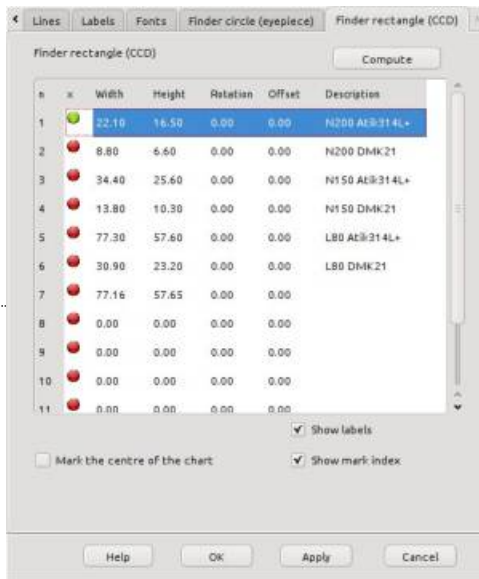 Lines Labels Fonts Finder circle (eyepiece) Finder rectangle (CCD)
Finder rectangle (CCD)
Compute
n x Width Height Rotation Offset Description
1 22.10 16.50 0.00 0.00 N200 Atik314L+
2 8.80 6.60 0.00 0.00 N200 DMK21
3 34.40 25.60 0.00 0.00 N150 Atik314L+
4 13.80 10.30 0.00 0.00 N150 DMK21
5 77.30 57.60 0.00 0.00 L80 Atik314L+
6 30.90 23.20 0.00 0.00 L80 DMK21
7 77.16 57.65 0.00 0.00
8 0.00 0.00 0.00 0.00
9 0.00 0.00 0.00 0.00
10 0.00 0.00 0.00 0.00
11 0.00 0.00 0.00 0.00
Show labels
Mark the centre of the chart Show mark index
Help OK Apply Cancel